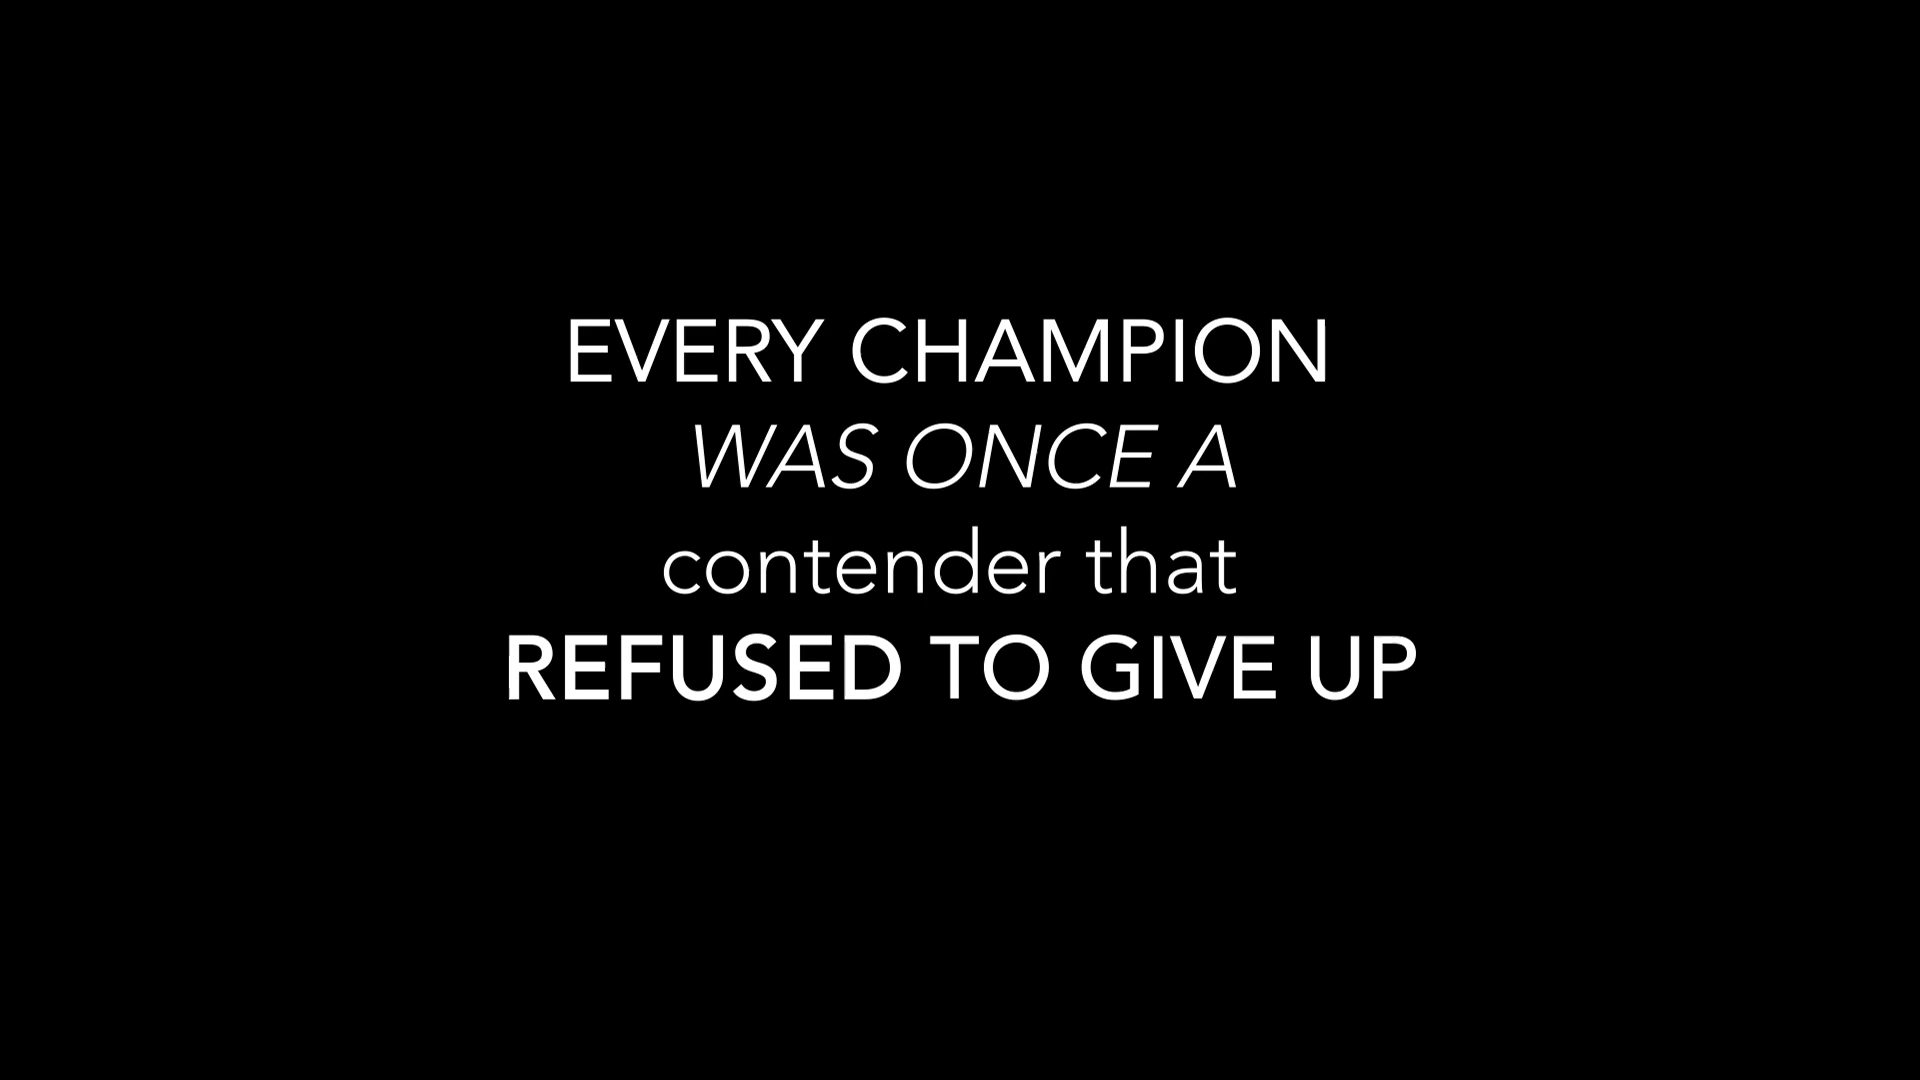 EVERY CHAMPION
WAS ONCE A
contender that
REFUSED TO GIVE UP